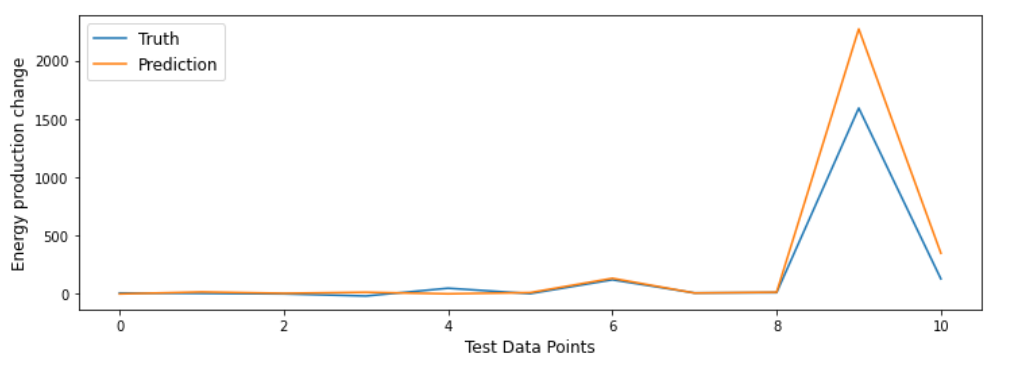 Truth
Prediction
Energy production change
2000
1500
1000
500
0
0 2 4 6 8 10
Test Data Points